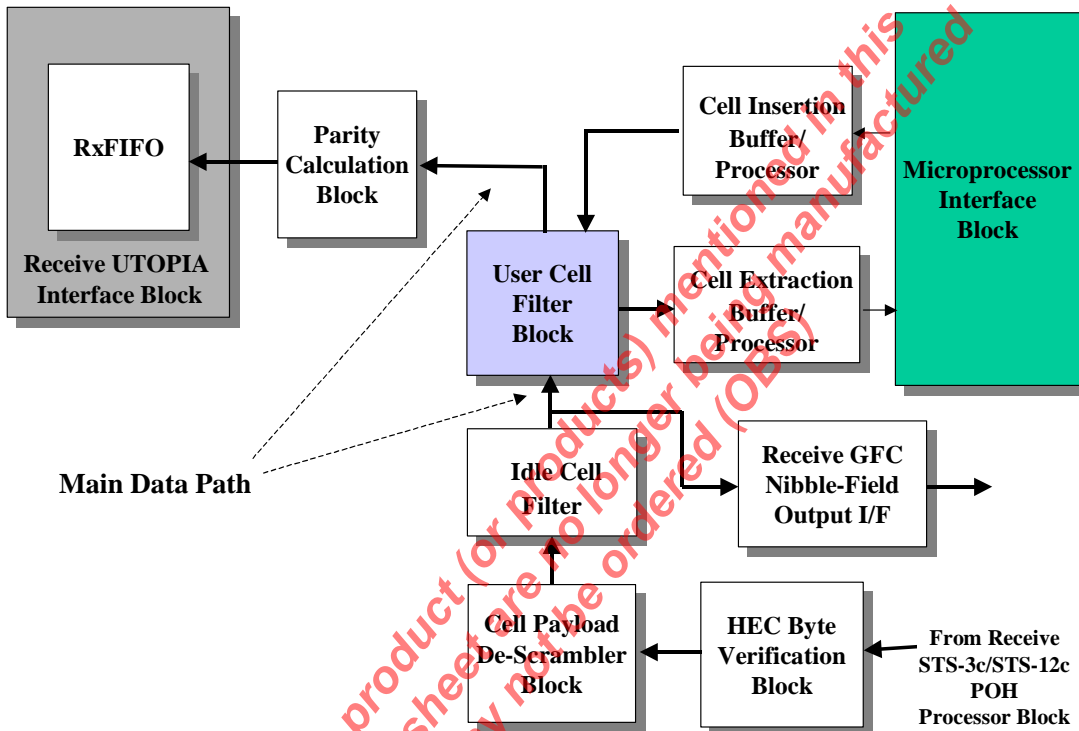 RxFIFO
Receive UTOPIA
Interface Block
Parity
Calculation
Block
Cell Insertion
Buffer/
Processor
Microprocessor
Interface
Block
User Cell
Filter
Block
Cell Extraction
Buffer/
Processor
Main Data Path
Idle Cell
Filter
Receive GFC
Nibble-Field
Output I/F
Cell Payload
De-Scrambler
Block
HEC Byte
Verification
Block
From Receive
STS-3c/STS-12c
POH
Processor Block
product (or products) mentioned in this
sheet are no longer being manufactured
y not be ordered (OBS)